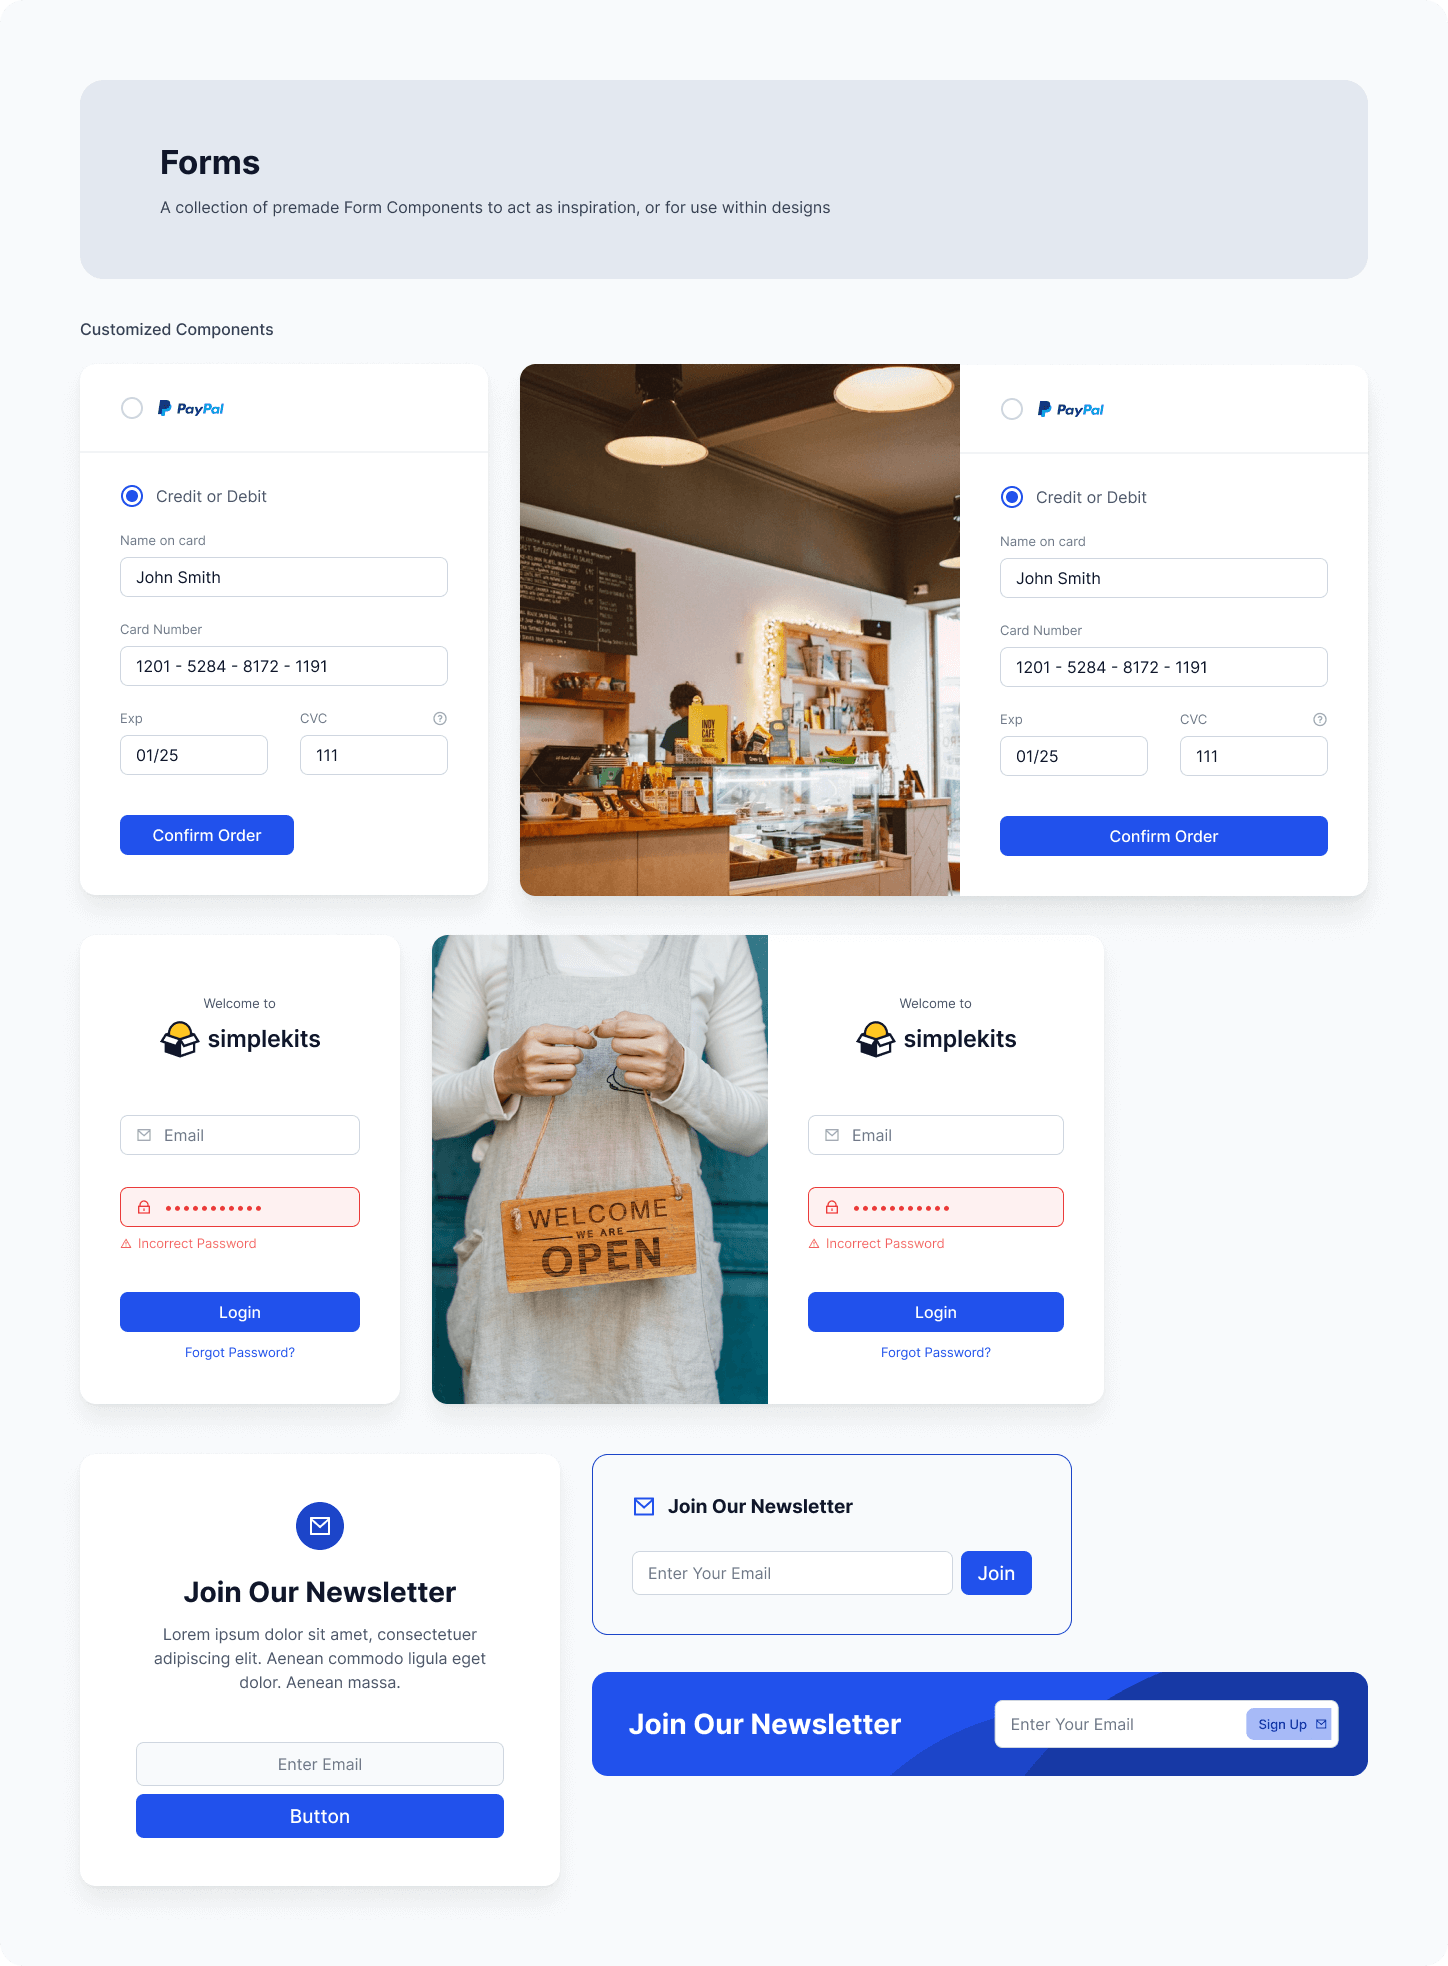 Forms
A collection of premade Form Components to act as inspiration, or for use within designs
Customized Components
PayPal
Credit or Debit
Name on card
John Smith
Card Number
1201 - 5284 - 8172 - 1191
Exp
CVC
01/25
111
Confirm Order
INDY
CAFE
PayPal
Credit or Debit
Name on card
John Smith
Card Number
1201 - 5284 - 8172 - 1191
Exp
CVC
01/25
111
Confirm Order
Welcome to
simplekits
Email
Incorrect Password
Login
Forgot Password?
WELCOME
WE ARE
OPEN
Welcome to
simplekits
Email
Incorrect Password
Login
Forgot Password?
Join Our Newsletter
Lorem ipsum dolor sit amet, consectetuer
adipiscing elit. Aenean commodo ligula eget
dolor. Aenean massa.
Enter Email
Button
Join Our Newsletter
Enter Your Email
Join
Join Our Newsletter
Enter Your Email
Sign Up